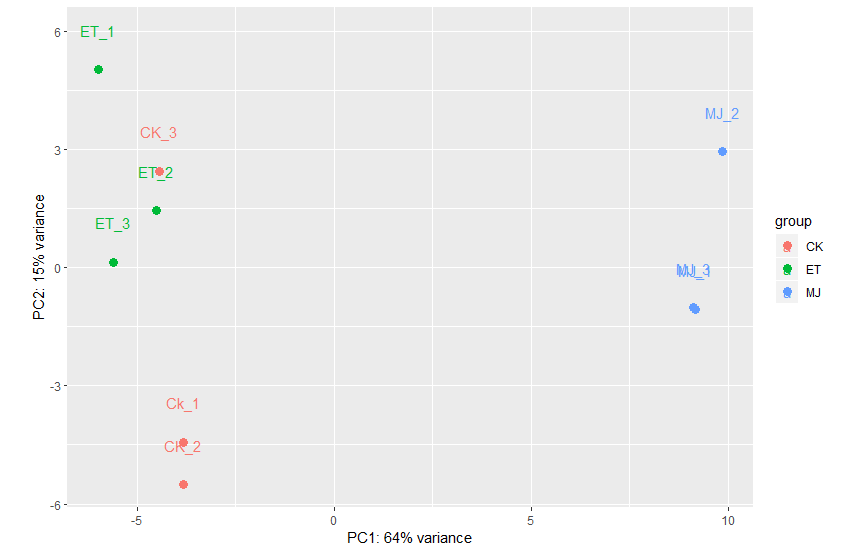 6
ET_1
CK_3
MJ_2
3
ET_2
ET_3
0
MJ_3
-3
Ck_1
CK_2
-6
-5
0
5
10
PC1: 64% variance
PC2: 15% variance
group
CK
ET
MJ